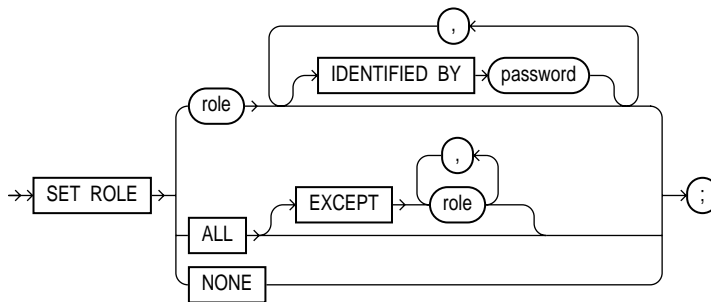 ,
IDENTIFIED BY password
role
,
SET ROLE
EXCEPT role
;
ALL
NONE